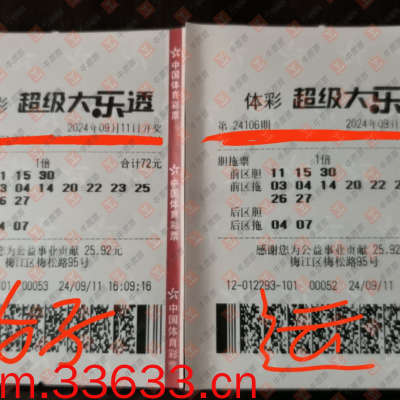 彩 超级大乐透
2024年09月11日开奖
1倍 合计72元
15 30
03 04 14 20 22 23 25
26 27
04 07
您为公益事业贡献 25.92元
梅江区梅松路95号
101 00053 24/09/11 16:09:16
中国体育彩票
中国体育彩票
中国体育彩票
体彩 超级大乐
第 24106期 2024年09月
胆拖票 1倍
前区胆 11 15 30
前区拖 03 04 14 20 22 2
26 27
后区胆
后区拖 04 07
感谢您为公益事业贡献 25.92
梅江区梅松路95号
12-012293-101 00052 24/09/11
好
运
m.33633.cn